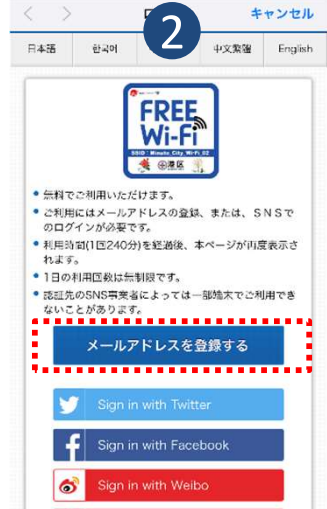 キャンセル
2
日本語 한국어 中文繁體 English
FREE
Wi-Fi
SSID : Minato_City_Wi-Fi_02
港区
• 無料でご利用いただけます。
• ご利用にはメールアドレスの登録、または、SNSで
のログインが必要です。
• 利用時間(1回240分)を経過後、本ページが再度表示さ
れます。
• 1日の利用回数は無制限です。
• 認証先のSNS事業者によっては一部端末でご利用でき
ないことがあります。
メールアドレスを登録する
Sign in with Twitter
Sign in with Facebook
Sign in with Weibo